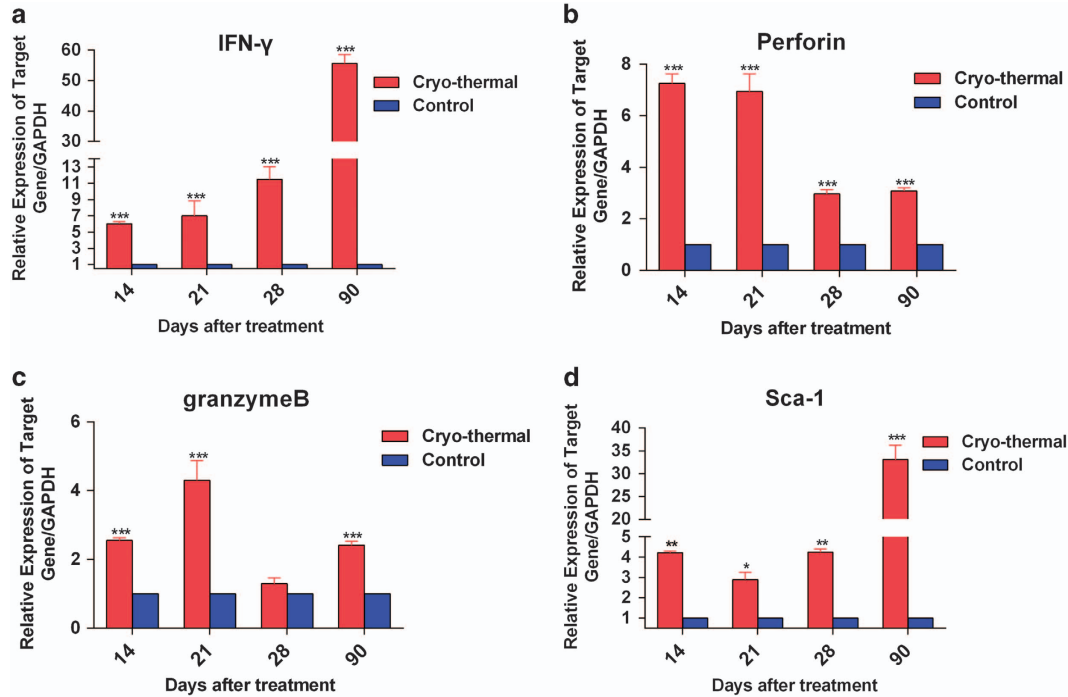 a
IFN-γ
Relative Expression of Target
Gene/GAPDH
60
50
40
30
13
11
9
7
5
3
1
***
***
***
***
Cryo-thermal
Control
14
21
28
90
Days after treatment
b
Perforin
Relative Expression of Target
Gene/GAPDH
8
6
4
2
0
***
***
***
***
Cryo-thermal
Control
14
21
28
90
Days after treatment
c
granzymeB
Relative Expression of Target
Gene/GAPDH
6
4
2
0
***
***
***
Cryo-thermal
Control
14
21
28
90
Days after treatment
d
Sca-1
Relative Expression of Target
Gene/GAPDH
40
35
30
25
20
5
4
3
2
1
**
*
**
***
Cryo-thermal
Control
14
21
28
90
Days after treatment